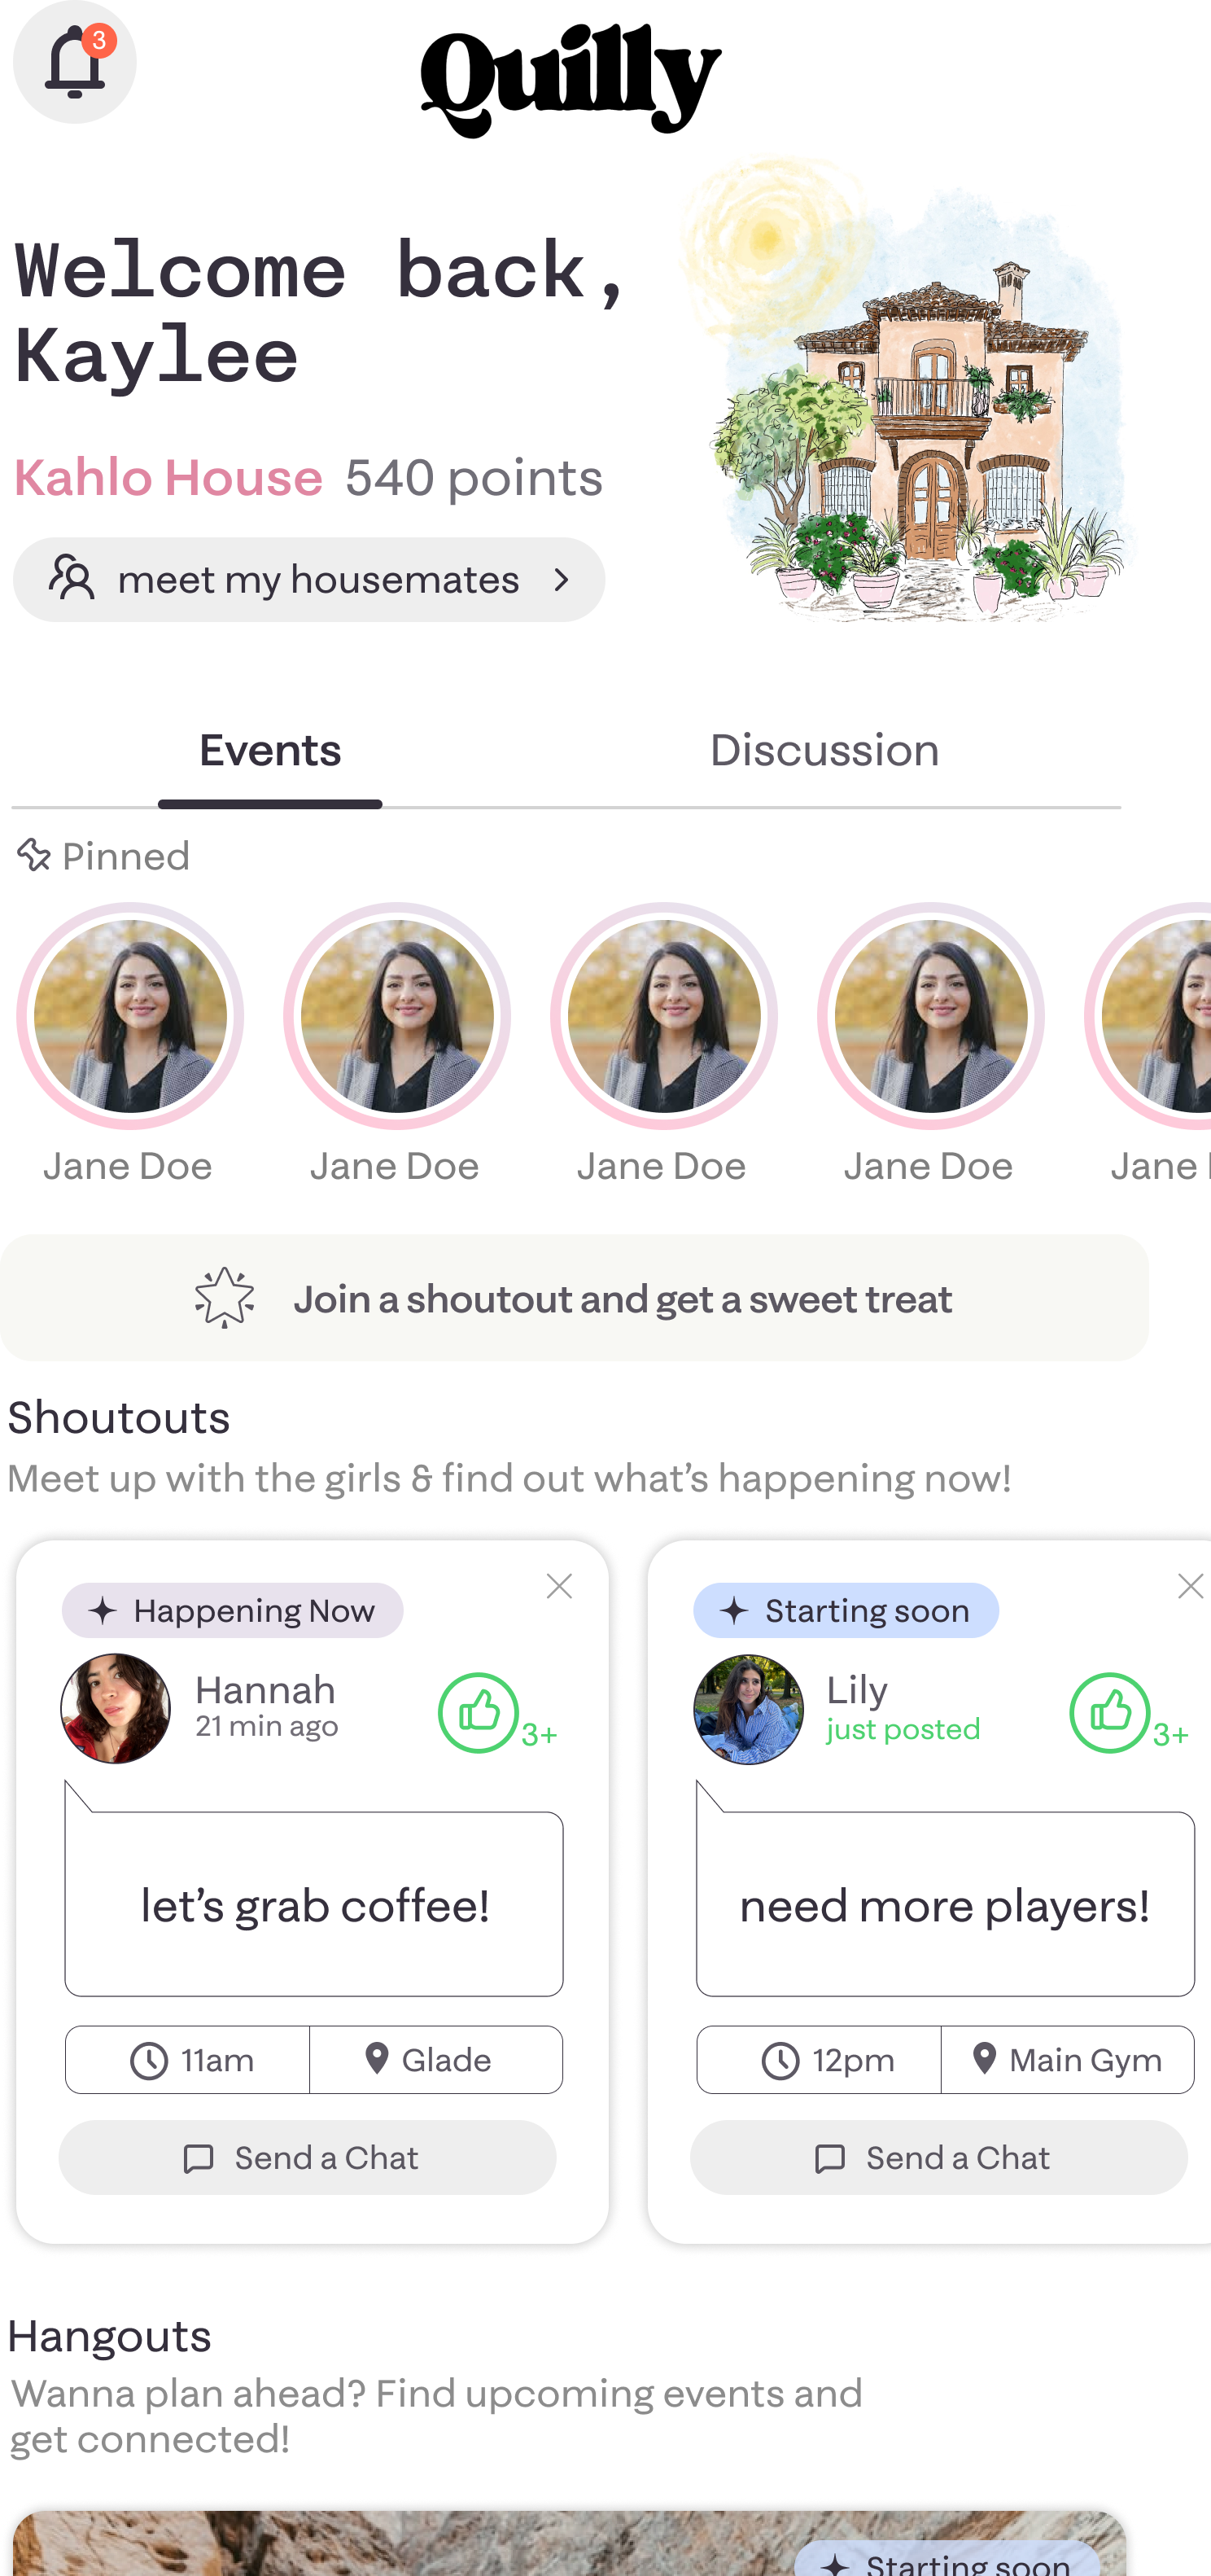 3
Quilly
Welcome back,
Kaylee
Kahlo House 540 points
meet my housemates
Events
Discussion
Pinned
Jane Doe
Jane Doe
Jane Doe
Jane Doe
Jane
Join a shoutout and get a sweet treat
Shoutouts
Meet up with the girls & find out what’s happening now!
Happening Now
Hannah
21 min ago
3+
let’s grab coffee!
11am
Glade
Send a Chat
Starting soon
Lily
just posted
3+
need more players!
12pm
Main Gym
Send a Chat
Hangouts
Wanna plan ahead? Find upcoming events and
get connected!
Starting soon